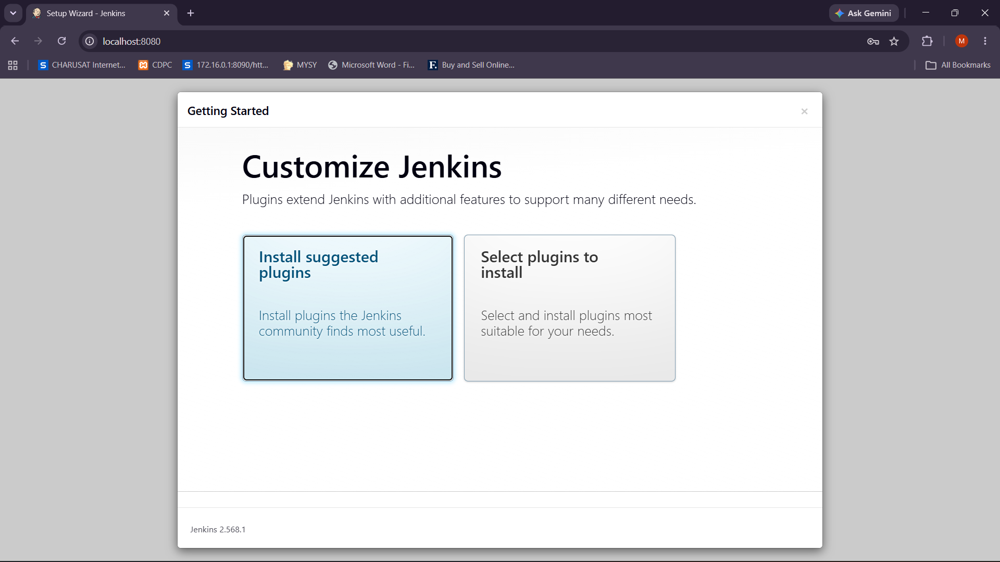 Setup Wizard - Jenkins
Ask Gemini
localhost:8080
M
S CHARUSAT Internet...
CDPC
S 172.16.0.1:8090/htt...
MYSY
Microsoft Word - Fi...
F. Buy and Sell Online...
All Bookmarks
Getting Started
Customize Jenkins
Plugins extend Jenkins with additional features to support many different needs.
Install suggested
plugins
Install plugins the Jenkins
community finds most useful.
Select plugins to
install
Select and install plugins most
suitable for your needs.
Jenkins 2.568.1